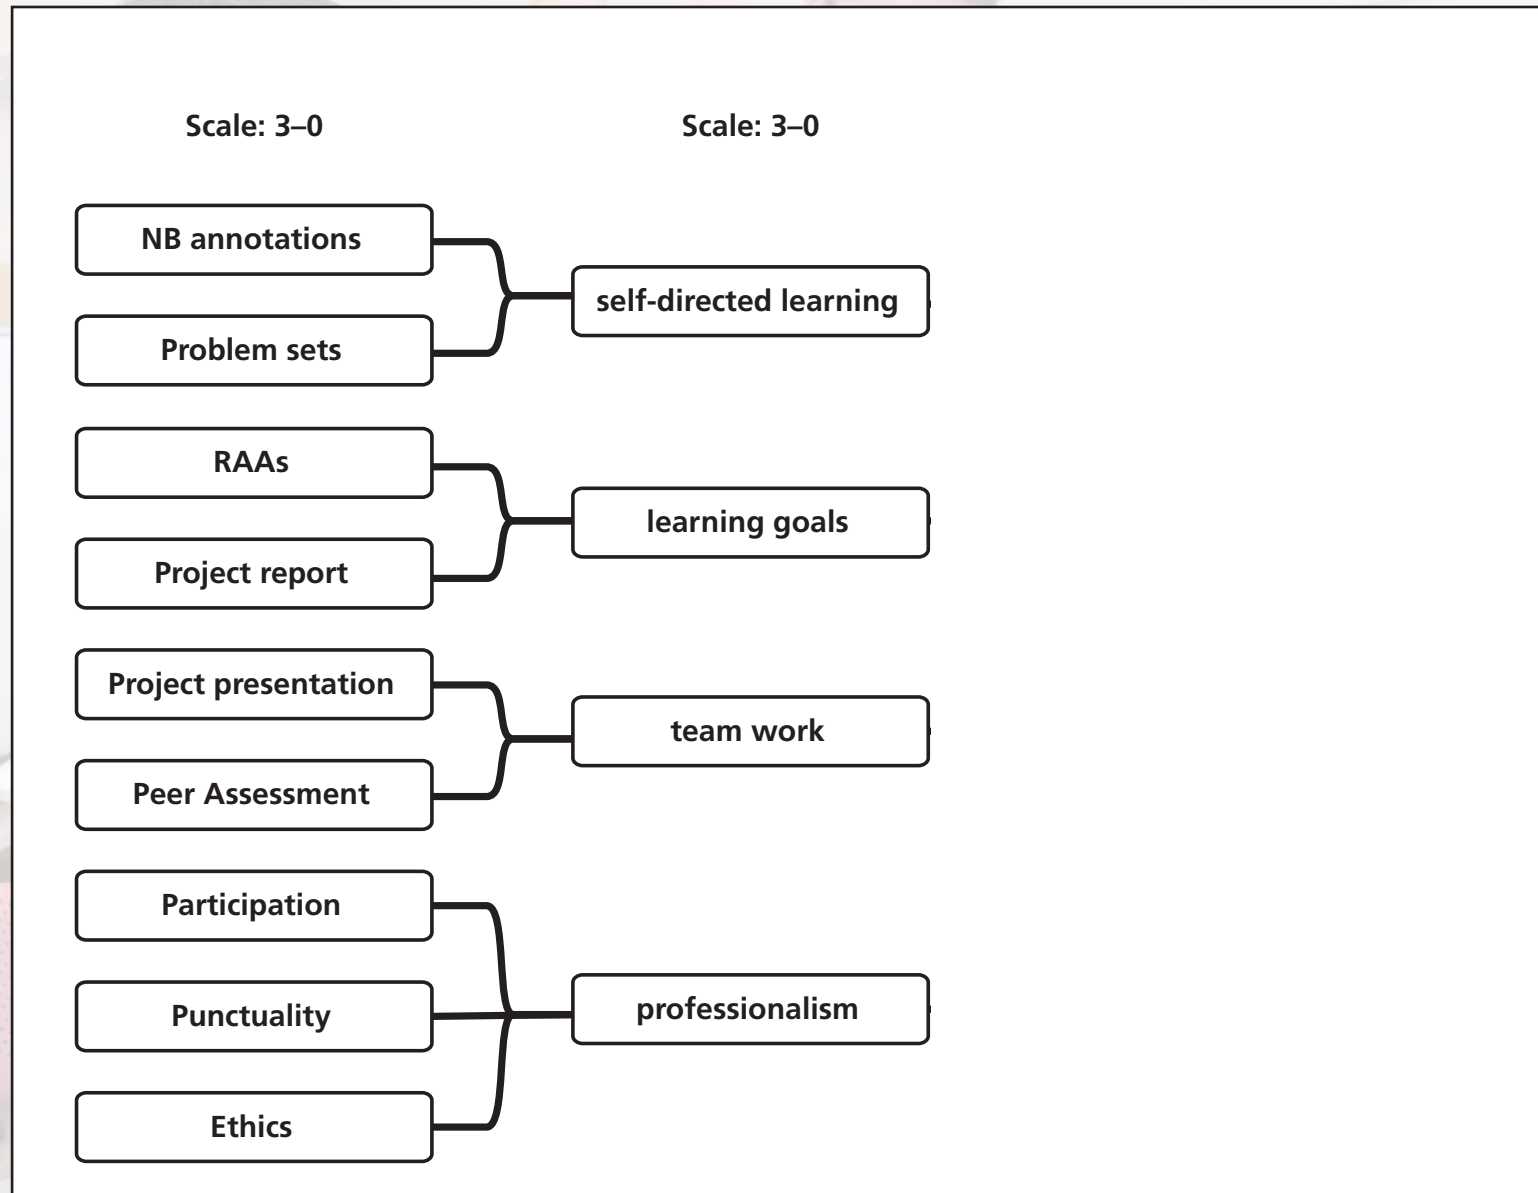 Scale: 3–0
Scale: 3–0
NB annotations
Problem sets
self-directed learning
RAAs
Project report
learning goals
Project presentation
Peer Assessment
team work
Participation
Punctuality
Ethics
professionalism